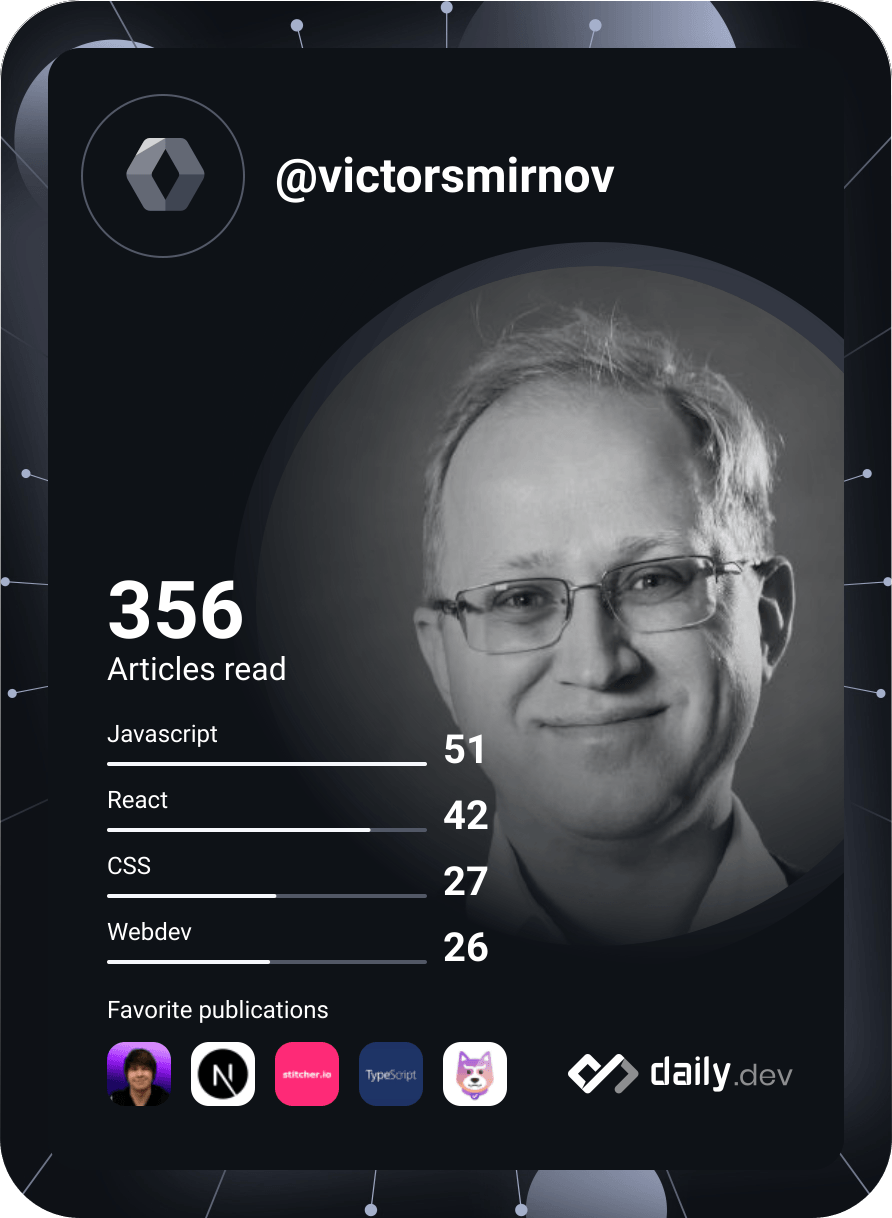 @victorsmirnov
356
Articles read
Javascript
51
React
42
CSS
27
Webdev
26
Favorite publications
N
stitcher.io
TypeScript
daily.dev